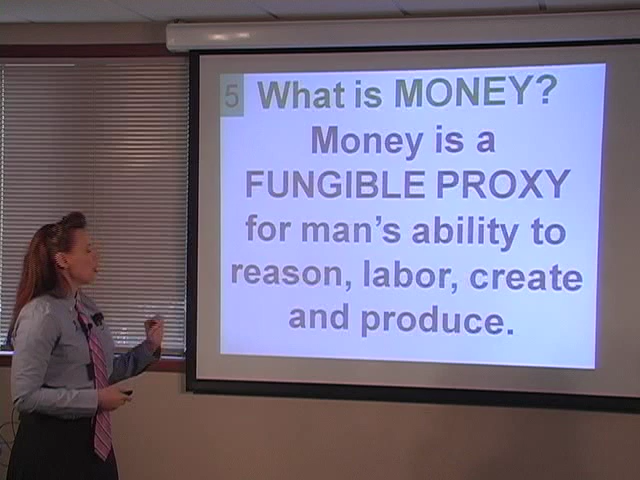 5 What is MONEY?
Money is a
FUNGIBLE PROXY
for man's ability to
reason, labor, create
and produce.